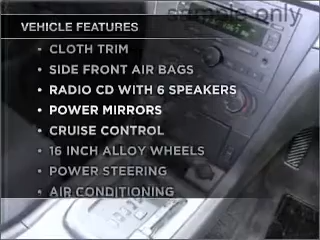 sample only
VEHICLE FEATURES
• CLOTH TRIM
• SIDE FRONT AIR BAGS
• RADIO CD WITH 6 SPEAKERS
• POWER MIRRORS
• CRUISE CONTROL
• 16 INCH ALLOY WHEELS
• POWER STEERING
• AIR CONDITIONING